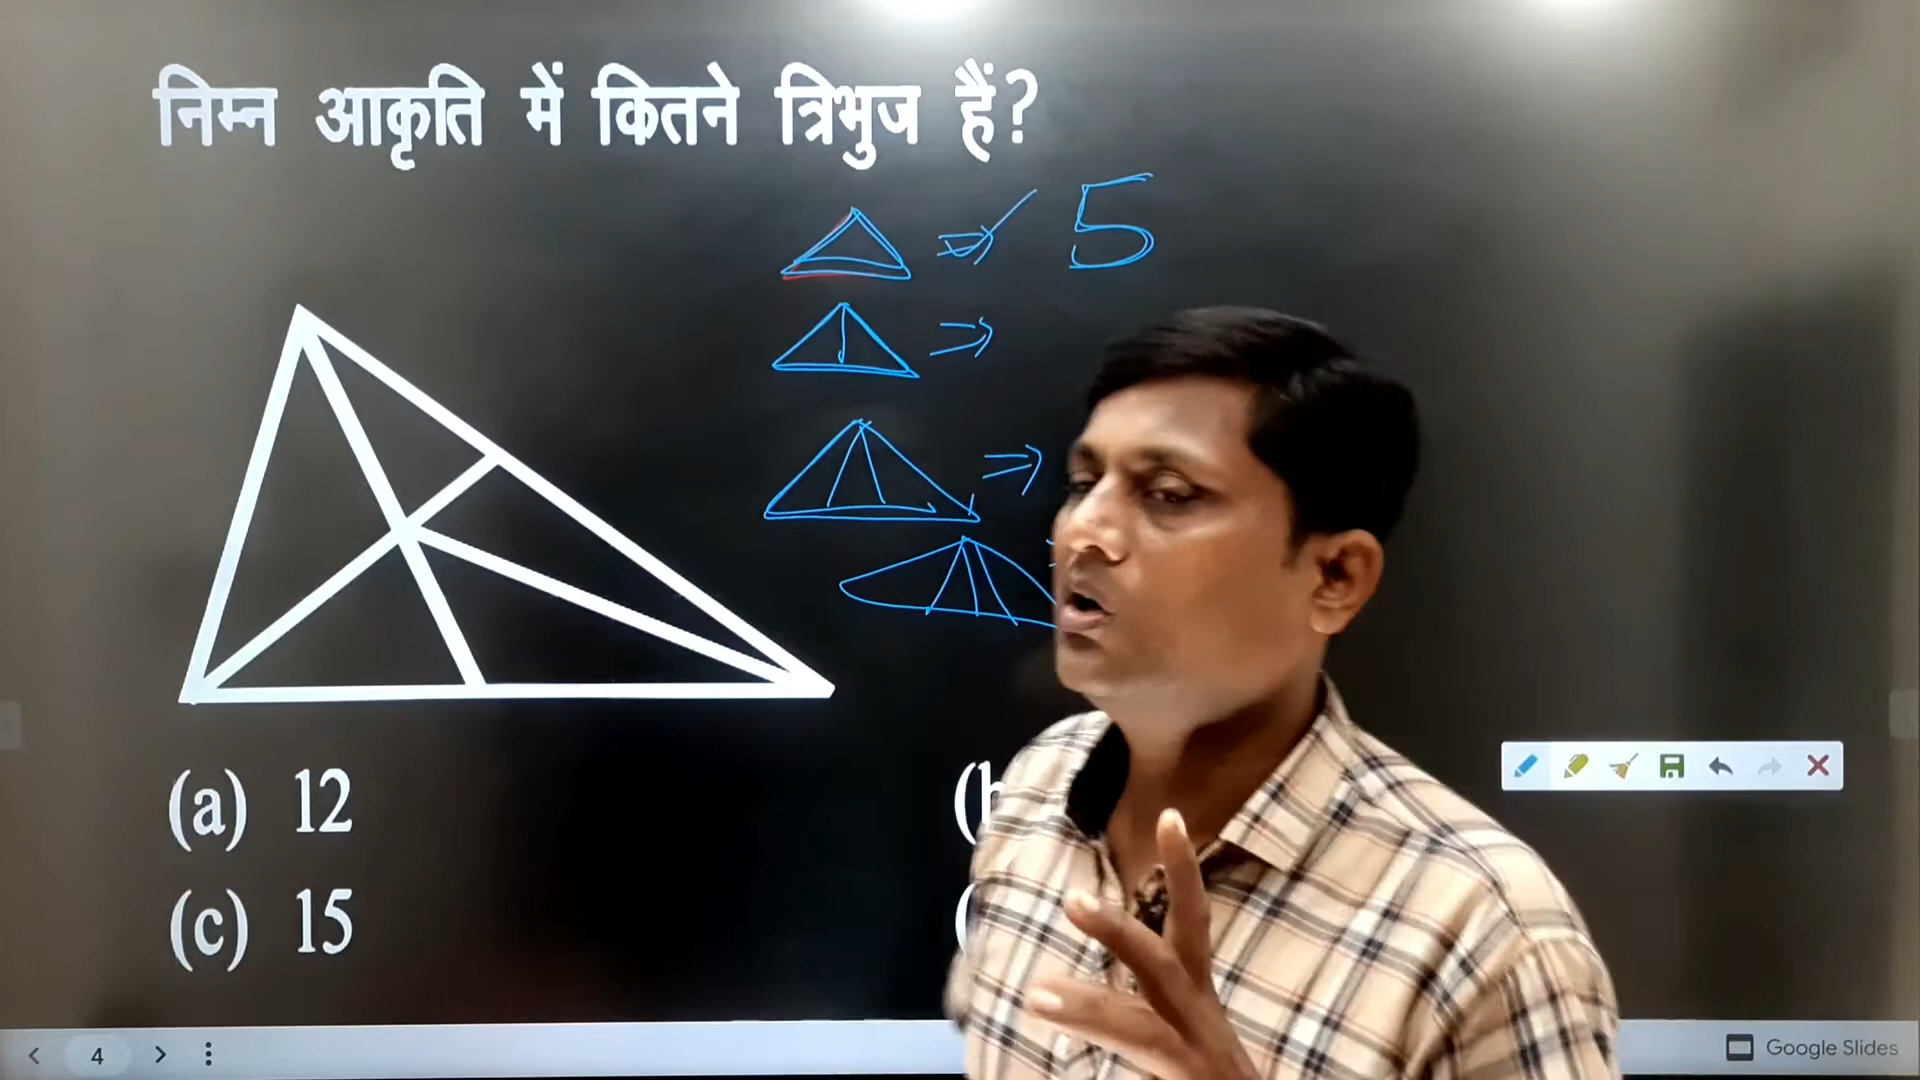 निम्न आकृति में कितने त्रिभुज हैं?
5
(a) 12
(c) 15
4
Google Slides